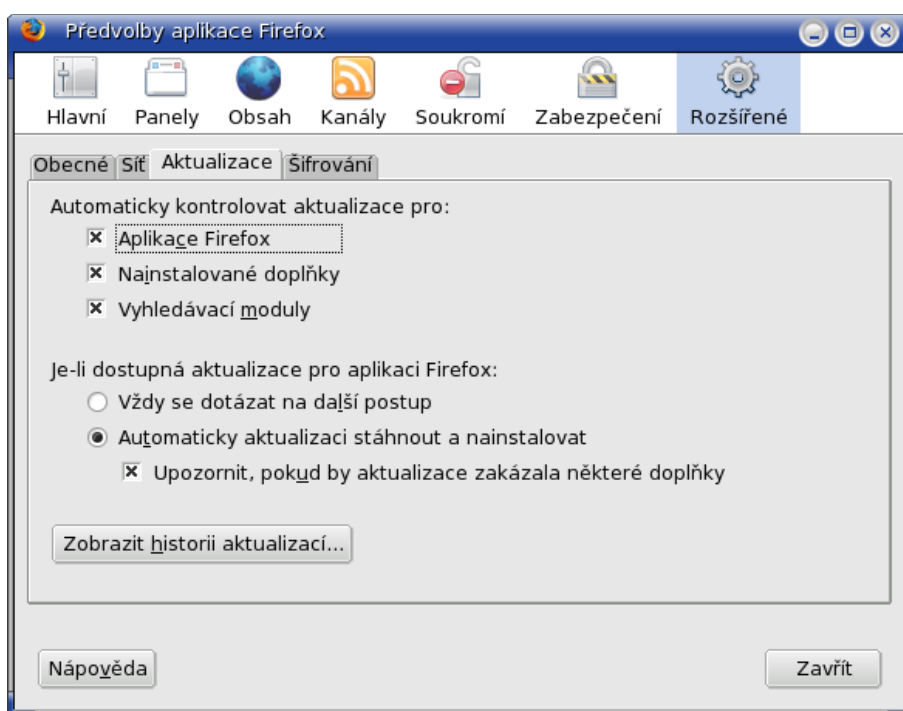 Předvolby aplikace Firefox
Hlavní Panely Obsah Kanály Soukromí Zabezpečení Rozšířené
Obecné Síť Aktualizace Šifrování
Automaticky kontrolovat aktualizace pro:
Aplikace Firefox
Nainstalované doplňky
Vyhledávací moduly
Je-li dostupná aktualizace pro aplikaci Firefox:
Vždy se dotázat na další postup
Automaticky aktualizaci stáhnout a nainstalovat
Upozornit, pokud by aktualizace zakázala některé doplňky
Zobrazit historii aktualizací...
Nápověda Zavřít